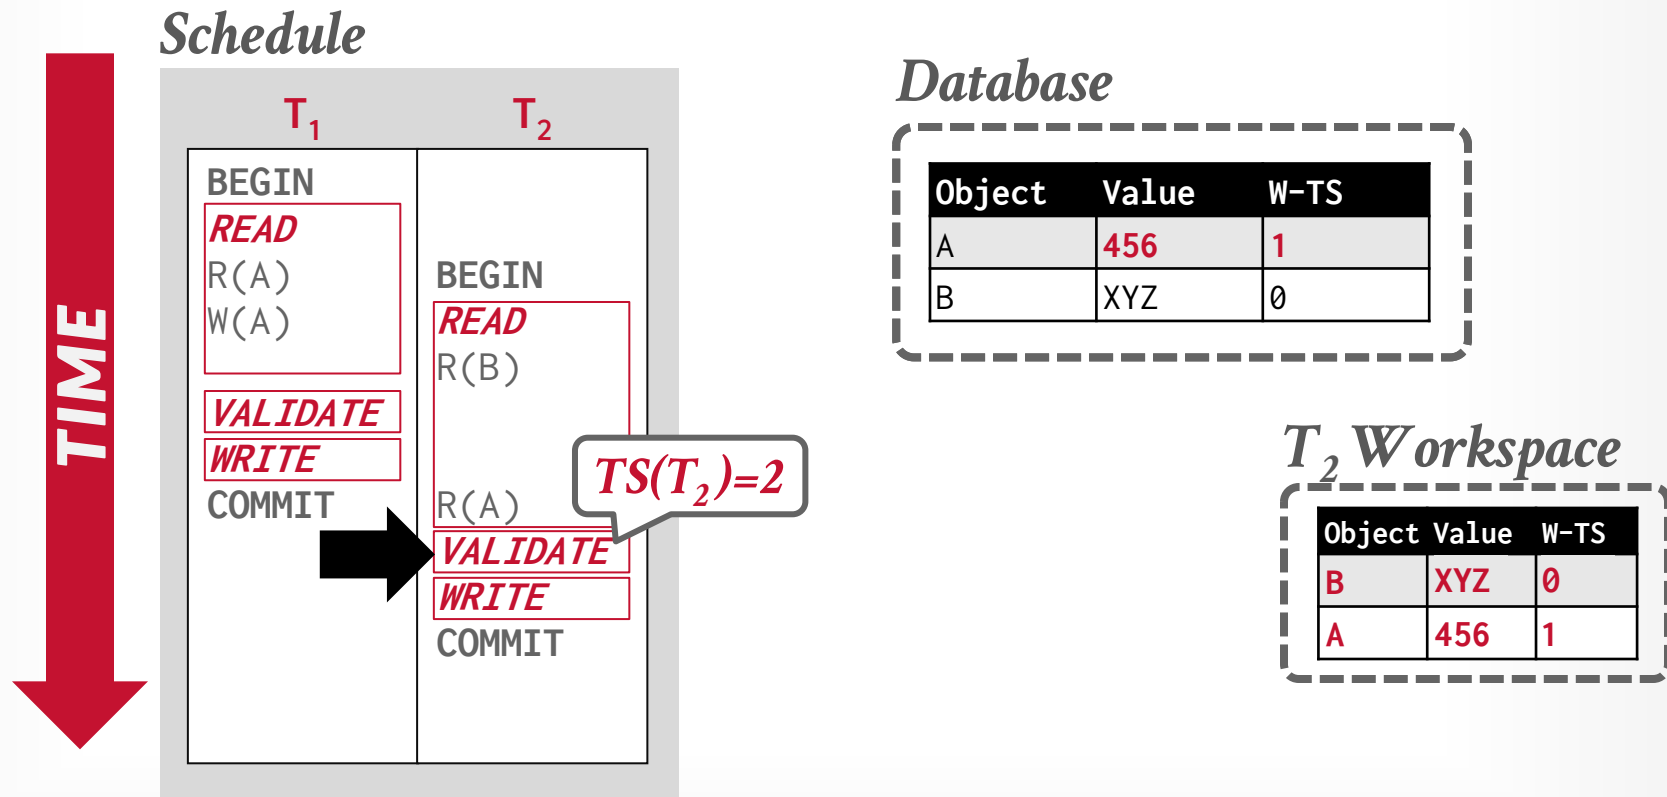 Schedule
TIME
T1 T2
BEGIN
READ
R(A)
W(A)
VALIDATE
WRITE
COMMIT
BEGIN
READ
R(B)
R(A)
VALIDATE
WRITE
COMMIT
TS(T2)=2
Database
Object Value W-TS
A 456 1
B XYZ 0
T2 Workspace
Object Value W-TS
B XYZ 0
A 456 1